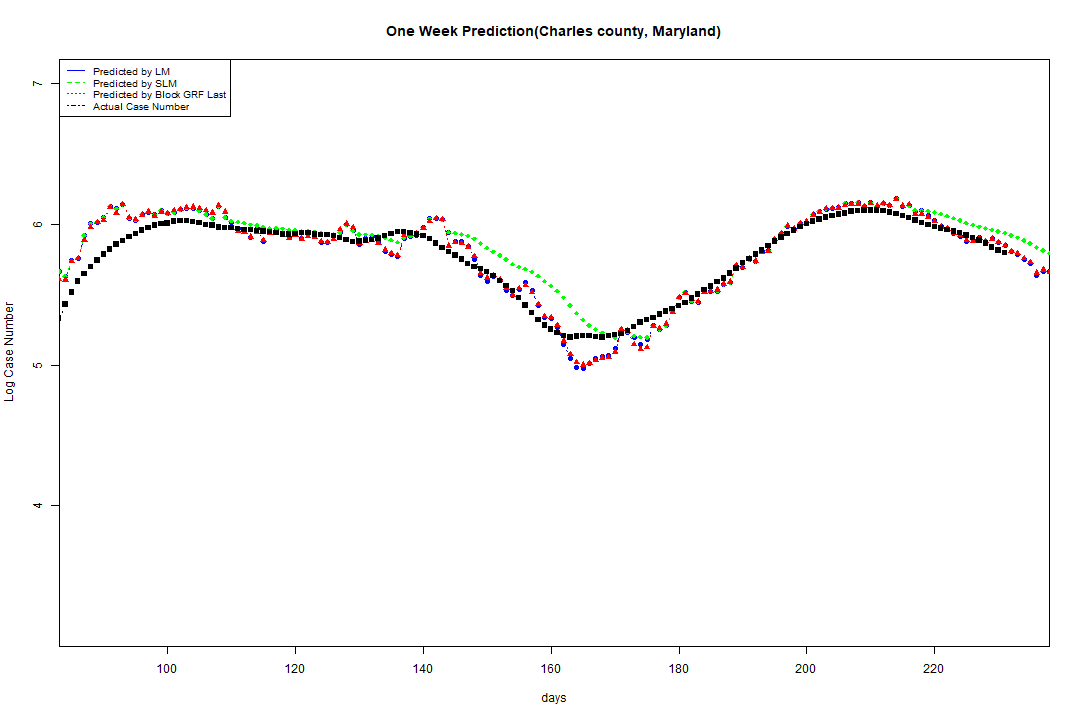 One Week Prediction(Charles county, Maryland)
Predicted by LM
Predicted by SLM
Predicted by Block GRF Last
Actual Case Number
7
6
5
4
Log Case Number
100 120 140 160 180 200 220
days